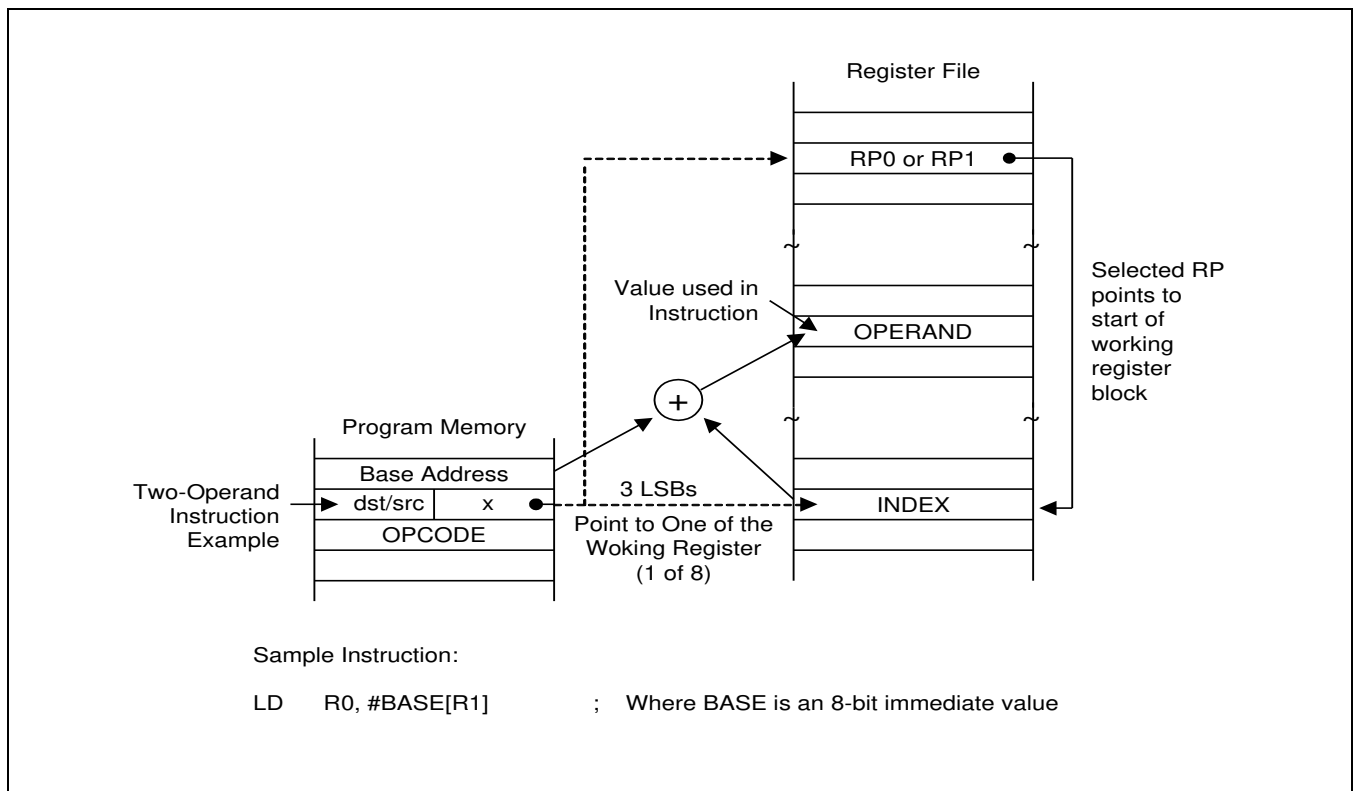 Register File
RP0 or RP1
Selected RP
points to
start of
working
register
block
Value used in
Instruction
OPERAND
+
Program Memory
Base Address
Two-Operand
Instruction
Example
dst/src
x
3 LSBs
INDEX
OPCODE
Point to One of the
Woking Register
(1 of 8)
~
~
~
~
Sample Instruction:
LD R0, #BASE[R1] ; Where BASE is an 8-bit immediate value